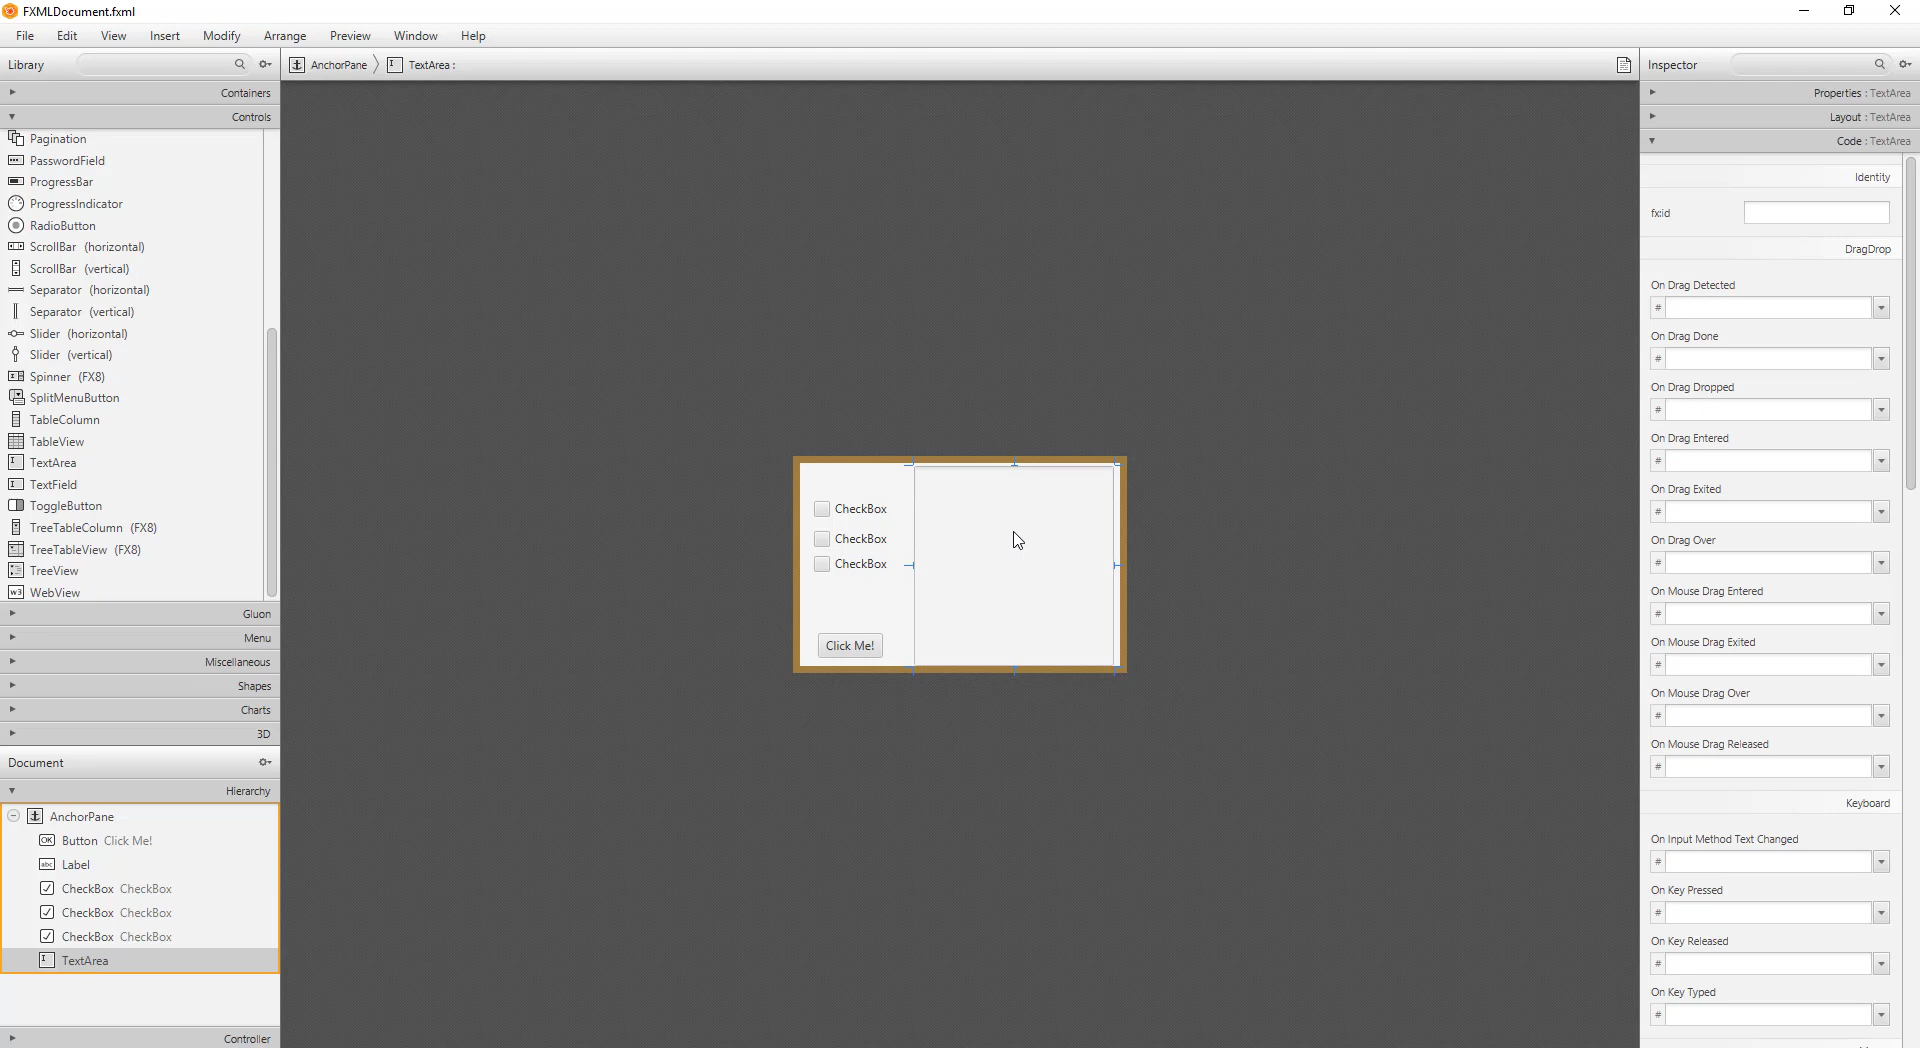 FXMLDocument.fxml
File Edit View Insert Modify Arrange Preview Window Help
Library
AnchorPane TextArea :
Inspector
Containers
Controls
Pagination
PasswordField
ProgressBar
ProgressIndicator
RadioButton
ScrollBar (horizontal)
ScrollBar (vertical)
Separator (horizontal)
Separator (vertical)
Slider (horizontal)
Slider (vertical)
Spinner (FX8)
SplitMenuButton
TableColumn
TableView
TextArea
TextField
ToggleButton
TreeTableColumn (FX8)
TreeTableView (FX8)
TreeView
WebView
Gluon
Menu
Miscellaneous
Shapes
Charts
3D
Document
Hierarchy
AnchorPane
OK Button Click Me!
abc Label
CheckBox CheckBox
CheckBox CheckBox
CheckBox CheckBox
TextArea
Controller
CheckBox
CheckBox
CheckBox
Click Me!
Properties : TextArea
Layout : TextArea
Code : TextArea
Identity
fx:id
DragDrop
On Drag Detected
#
On Drag Done
#
On Drag Dropped
#
On Drag Entered
#
On Drag Exited
#
On Drag Over
#
On Mouse Drag Entered
#
On Mouse Drag Exited
#
On Mouse Drag Over
#
On Mouse Drag Released
#
Keyboard
On Input Method Text Changed
#
On Key Pressed
#
On Key Released
#
On Key Typed
#